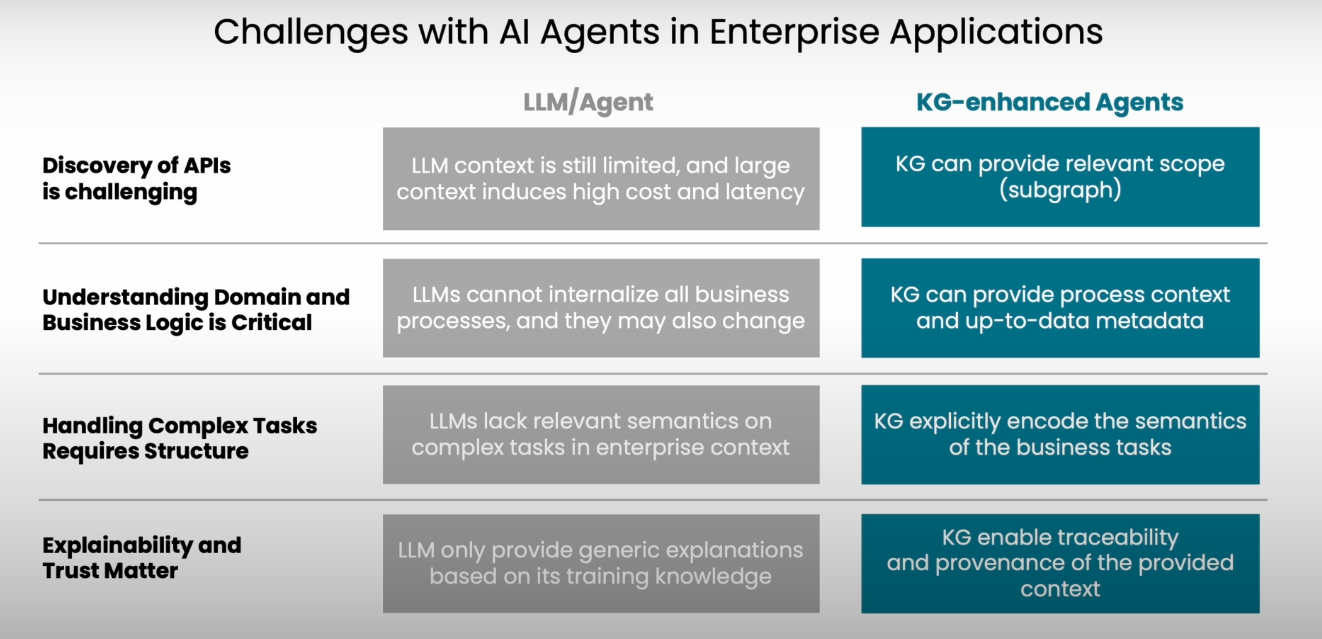 Challenges with AI Agents in Enterprise Applications
LLM/Agent
KG-enhanced Agents
Discovery of APIs
is challenging
LLM context is still limited, and large
context induces high cost and latency
KG can provide relevant scope
(subgraph)
Understanding Domain and
Business Logic is Critical
LLMs cannot internalize all business
processes, and they may also change
KG can provide process context
and up-to-data metadata
Handling Complex Tasks
Requires Structure
LLMs lack relevant semantics on
complex tasks in enterprise context
KG explicitly encode the semantics
of the business tasks
Explainability and
Trust Matter
LLM only provide generic explanations
based on its training knowledge
KG enable traceability
and provenance of the provided
context